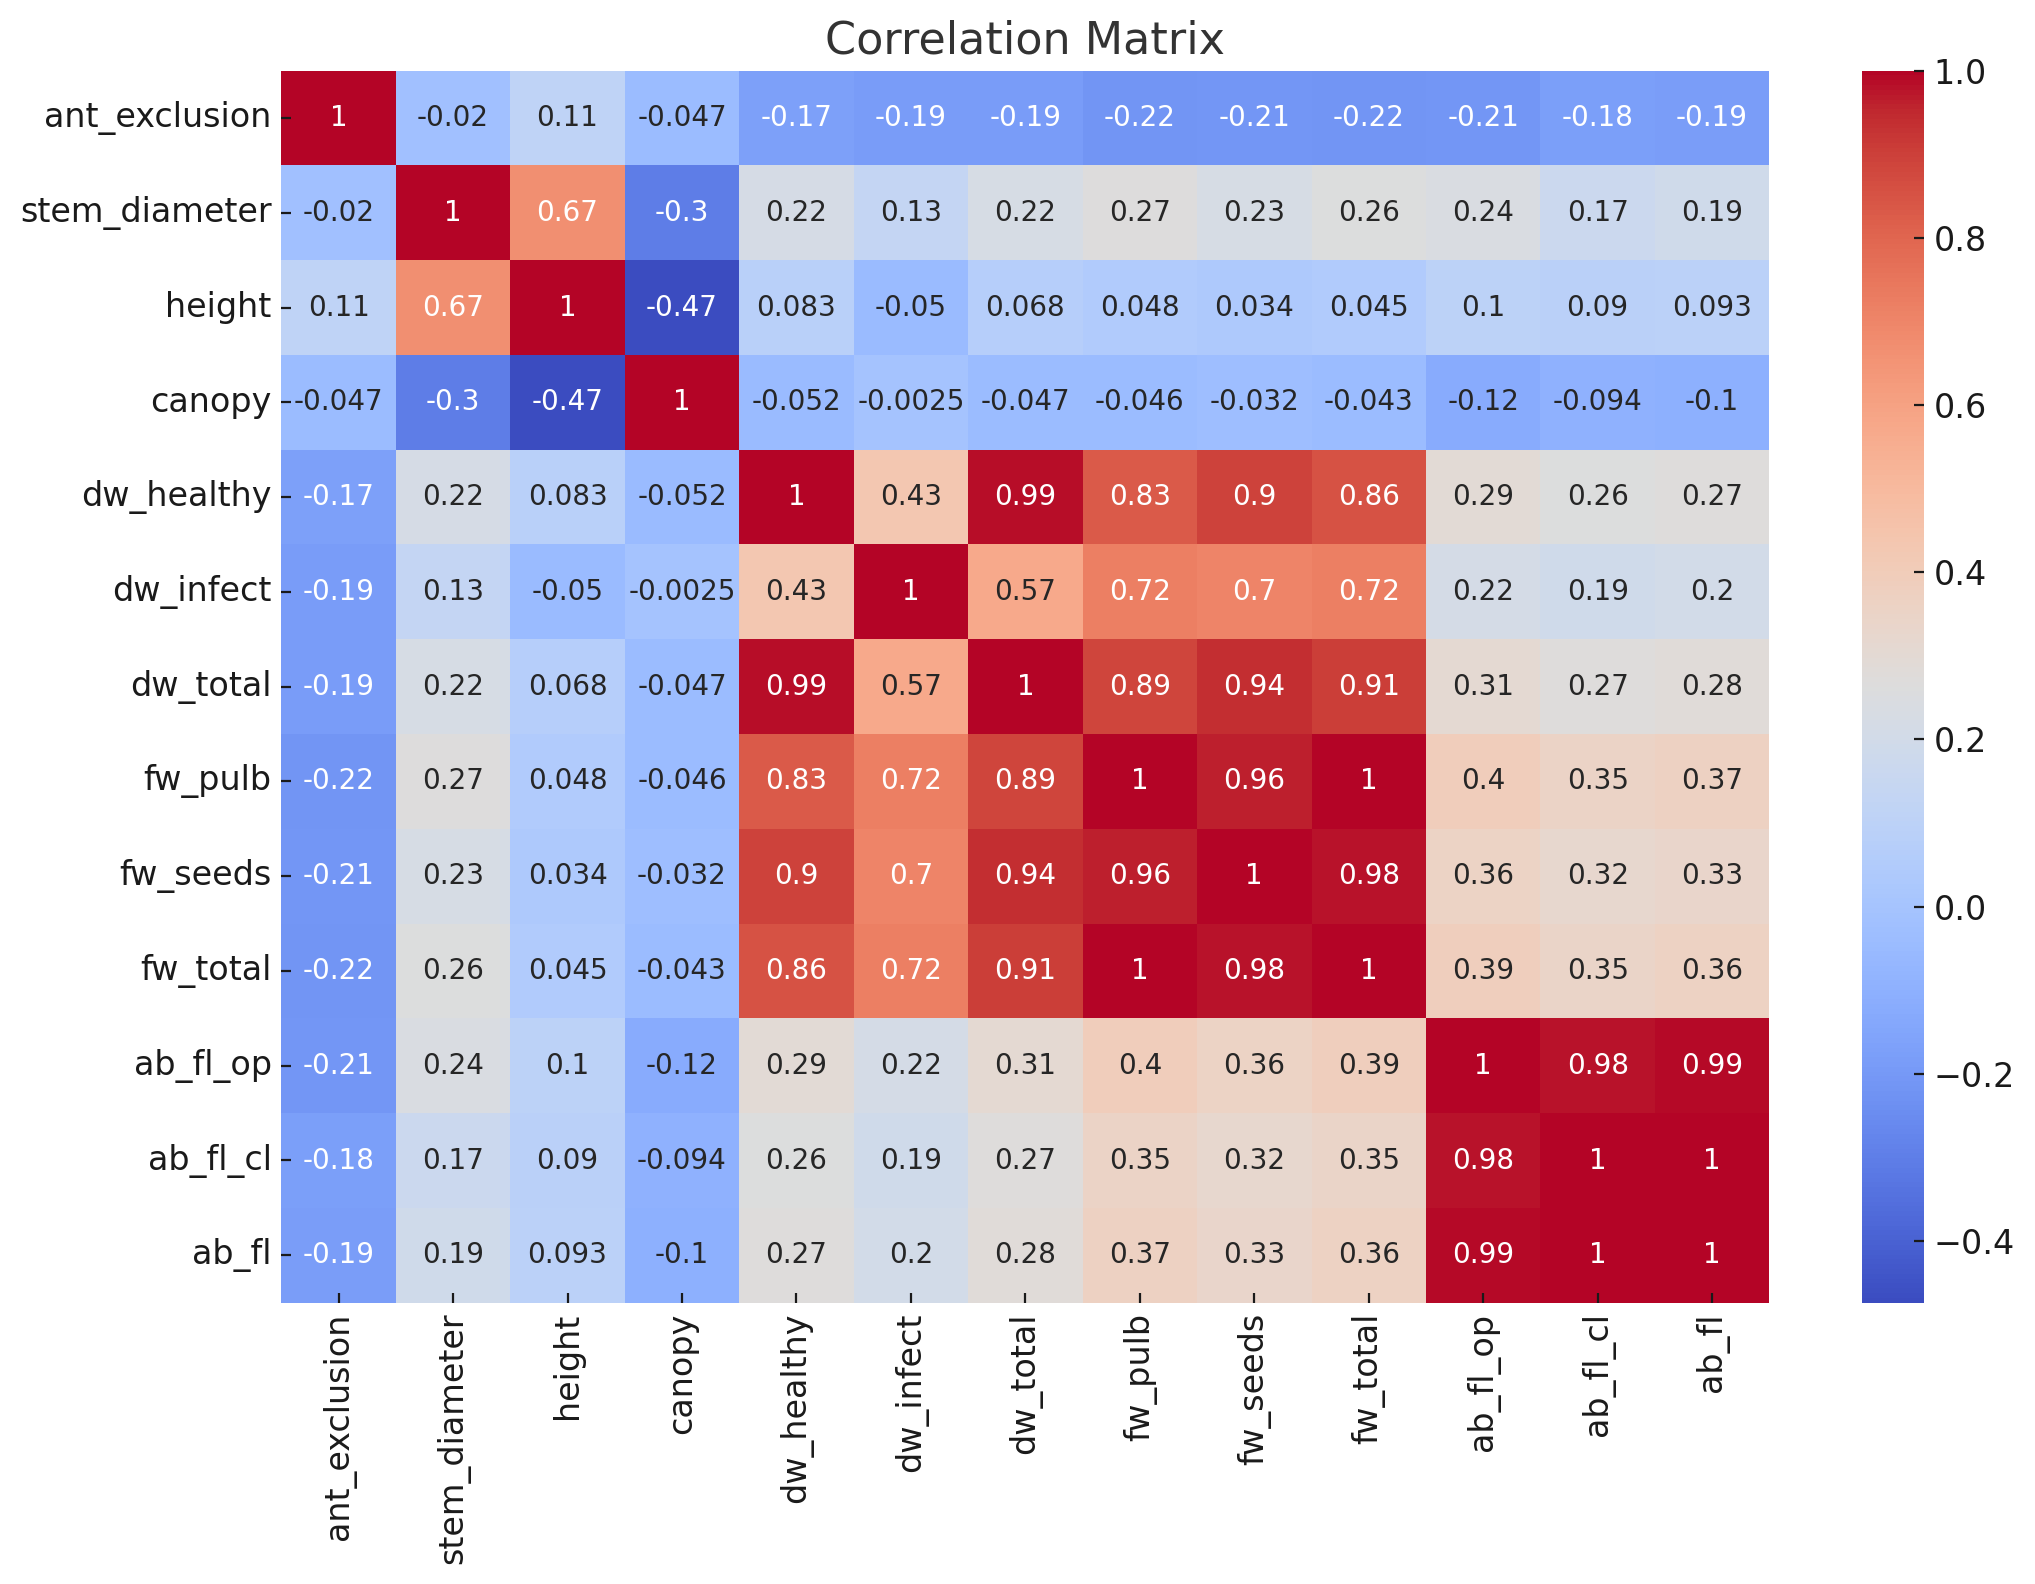 Correlation Matrix
ant_exclusion 1 -0.02 0.11 -0.047 -0.17 -0.19 -0.19 -0.22 -0.21 -0.22 -0.21 -0.18 -0.19
stem_diameter -0.02 1 0.67 -0.3 0.22 0.13 0.22 0.27 0.23 0.26 0.24 0.17 0.19
height 0.11 0.67 1 -0.47 0.083 -0.05 0.068 0.048 0.034 0.045 0.1 0.09 0.093
canopy -0.047 -0.3 -0.47 1 -0.052 -0.0025 -0.047 -0.046 -0.032 -0.043 -0.12 -0.094 -0.1
dw_healthy -0.17 0.22 0.083 -0.052 1 0.43 0.99 0.83 0.9 0.86 0.29 0.26 0.27
dw_infect -0.19 0.13 -0.05 -0.0025 0.43 1 0.57 0.72 0.7 0.72 0.22 0.19 0.2
dw_total -0.19 0.22 0.068 -0.047 0.99 0.57 1 0.89 0.94 0.91 0.31 0.27 0.28
fw_pulb -0.22 0.27 0.048 -0.046 0.83 0.72 0.89 1 0.96 1 0.4 0.35 0.37
fw_seeds -0.21 0.23 0.034 -0.032 0.9 0.7 0.94 0.96 1 0.98 0.36 0.32 0.33
fw_total -0.22 0.26 0.045 -0.043 0.86 0.72 0.91 1 0.98 1 0.39 0.35 0.36
ab_fl_op -0.21 0.24 0.1 -0.12 0.29 0.22 0.31 0.4 0.36 0.39 1 0.98 0.99
ab_fl_cl -0.18 0.17 0.09 -0.094 0.26 0.19 0.27 0.35 0.32 0.35 0.98 1 1
ab_fl -0.19 0.19 0.093 -0.1 0.27 0.2 0.28 0.37 0.33 0.36 0.99 1 1
ant_exclusion
stem_diameter
height
canopy
dw_healthy
dw_infect
dw_total
fw_pulb
fw_seeds
fw_total
ab_fl_op
ab_fl_cl
ab_fl
1.0
0.8
0.6
0.4
0.2
0.0
−0.2
−0.4